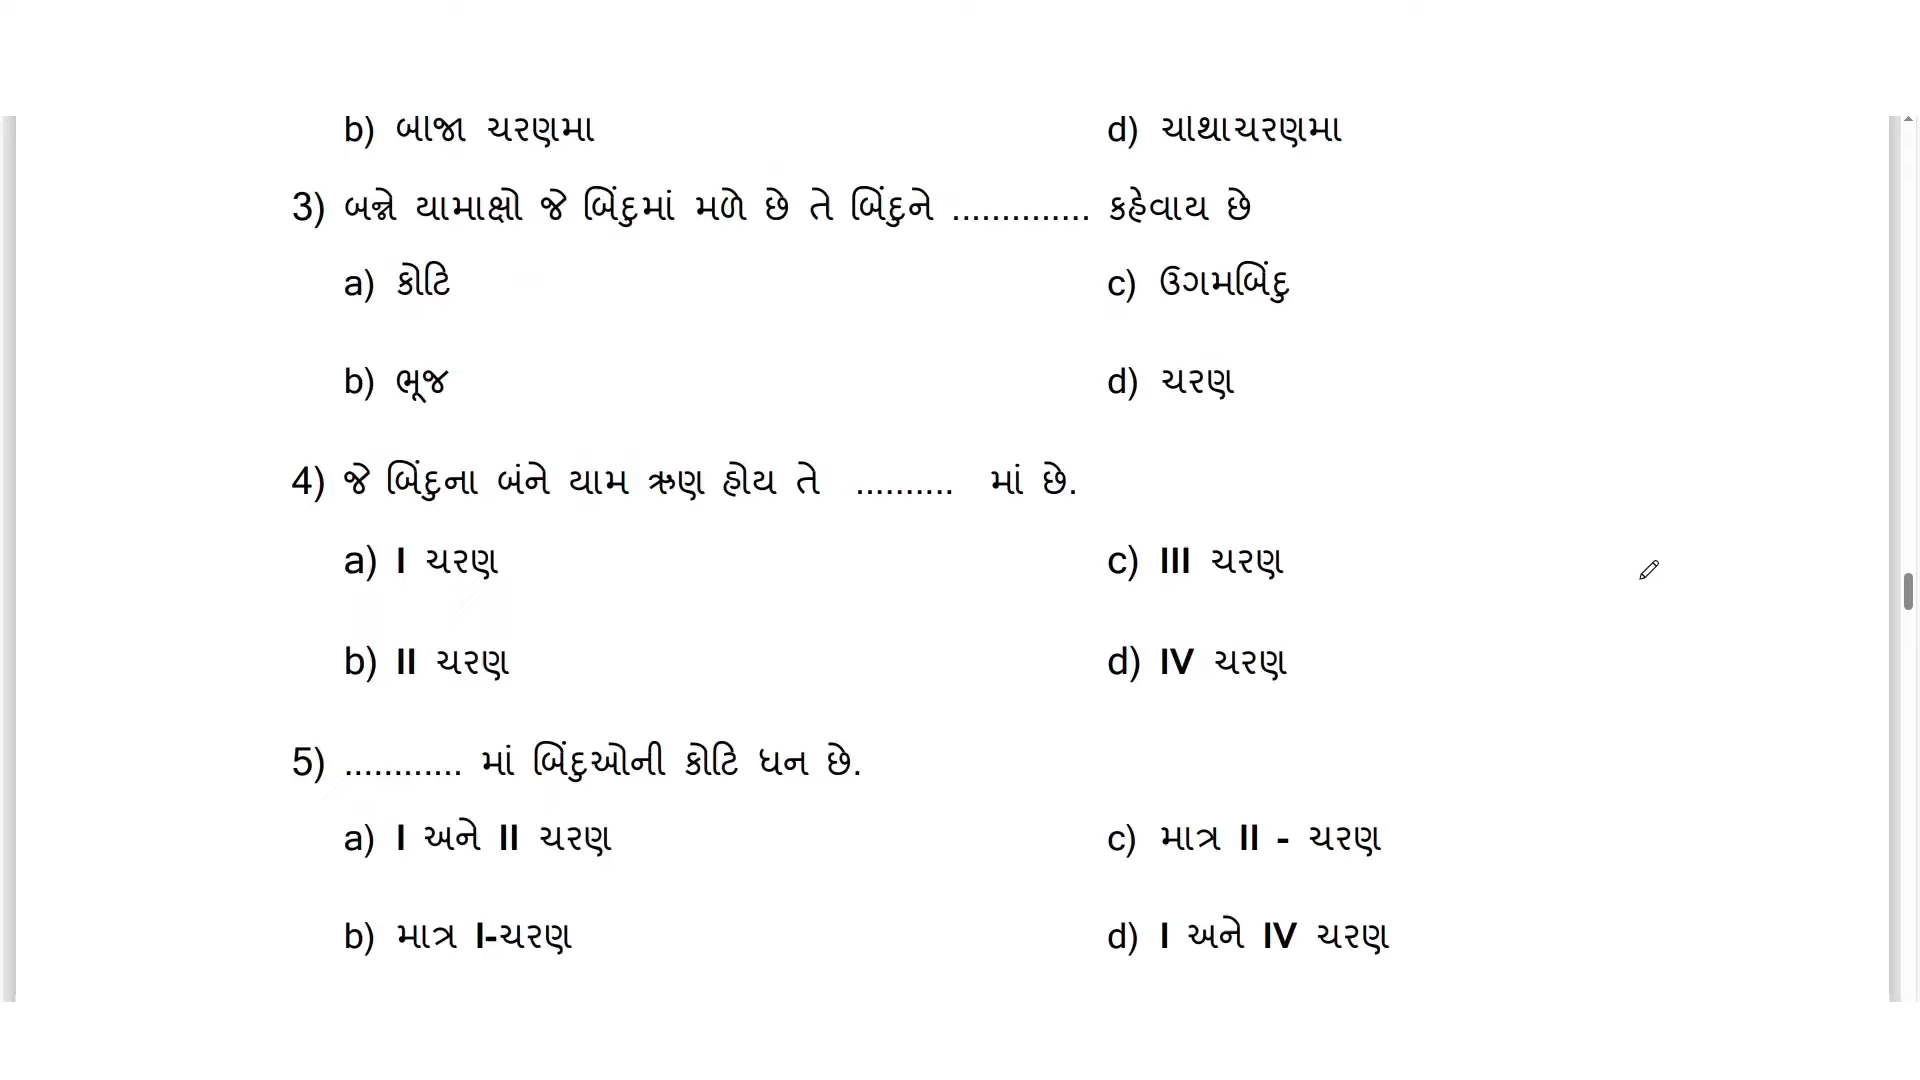 b) બીજા ચરણમા d) ચોથાચરણમા
3) બન્ને યામાક્ષો જે બિંદુમાં મળે છે તે બિંદુને .............. કહેવાય છે
a) કોટિ c) ઉગમબિંદુ
b) ભૂજ d) ચરણ
4) જે બિંદુના બંને યામ ઋણ હોય તે .......... માં છે.
a) I ચરણ c) III ચરણ
b) II ચરણ d) IV ચરણ
5) ............ માં બિંદુઓની કોટિ ધન છે.
a) I અને II ચરણ c) માત્ર II - ચરણ
b) માત્ર I-ચરણ d) I અને IV ચરણ